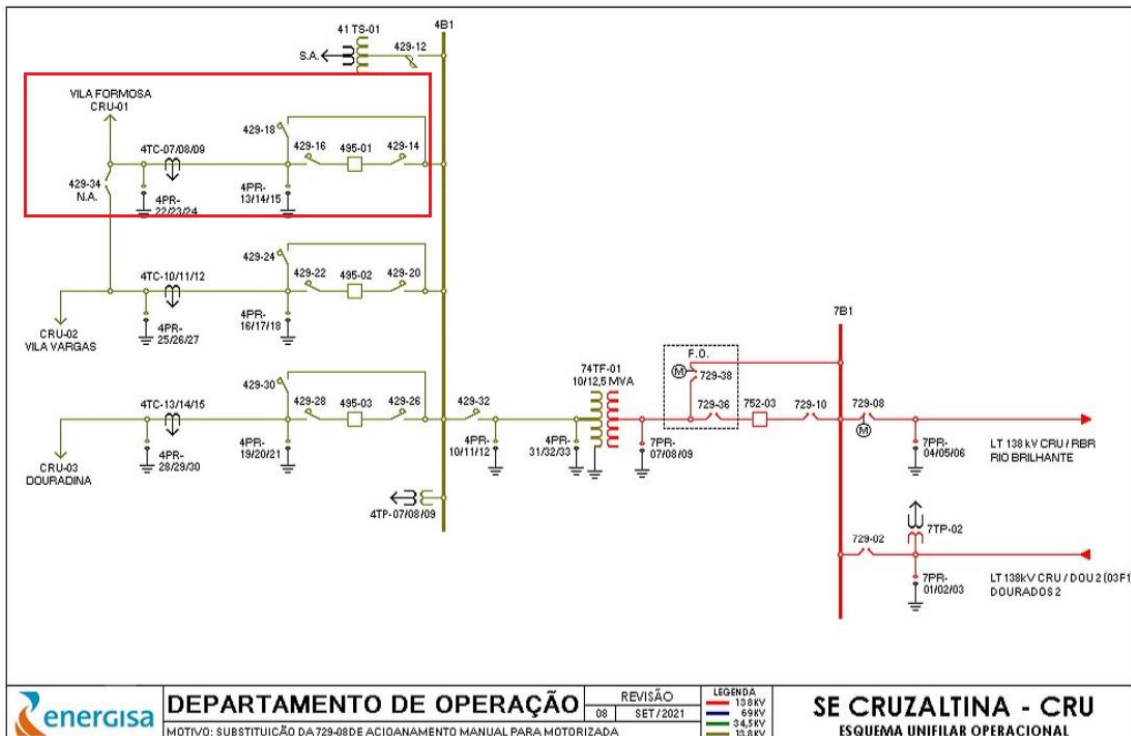 41 TS-01
4B1
S.A.
429-12
VILA FORMOSA
CRU-01
429-18
4TC-07/08/09
429-16
495-01
429-14
429-34
N.A.
4PR-
22/23/24
4PR-
13/14/15
429-24
4TC-10/11/12
429-22
495-02
429-20
CRU-02
VILA VARGAS
4PR-
25/26/27
4PR-
16/17/18
7B1
F.O.
74TF-01
10/12,5 MVA
M
729-38
429-30
4TC-13/14/15
429-28
495-03
429-26
429-32
729-36
752-03
729-10
729-08
M
CRU-03
DOURADINA
4PR-
28/29/30
4PR-
19/20/21
4PR-
10/11/12
4PR-
31/32/33
7PR-
07/08/09
7PR-
04/05/06
LT 138 kV CRU / RBR
RIO BRILHANTE
4TP-07/08/09
7TP-02
729-02
7PR-
01/02/03
LT 138kV CRU / DOU 2 (03F1)
DOURADOS 2
energisa
DEPARTAMENTO DE OPERAÇÃO
REVISÃO
08 SET/2021
MOTIVO: SUBSTITUIÇÃO DA 729-08 DE ACIOANAMENTO MANUAL PARA MOTORIZADA
LEGENDA
138KV
69KV
34,5KV
13,8KV
SE CRUZALTINA - CRU
ESQUEMA UNIFILAR OPERACIONAL